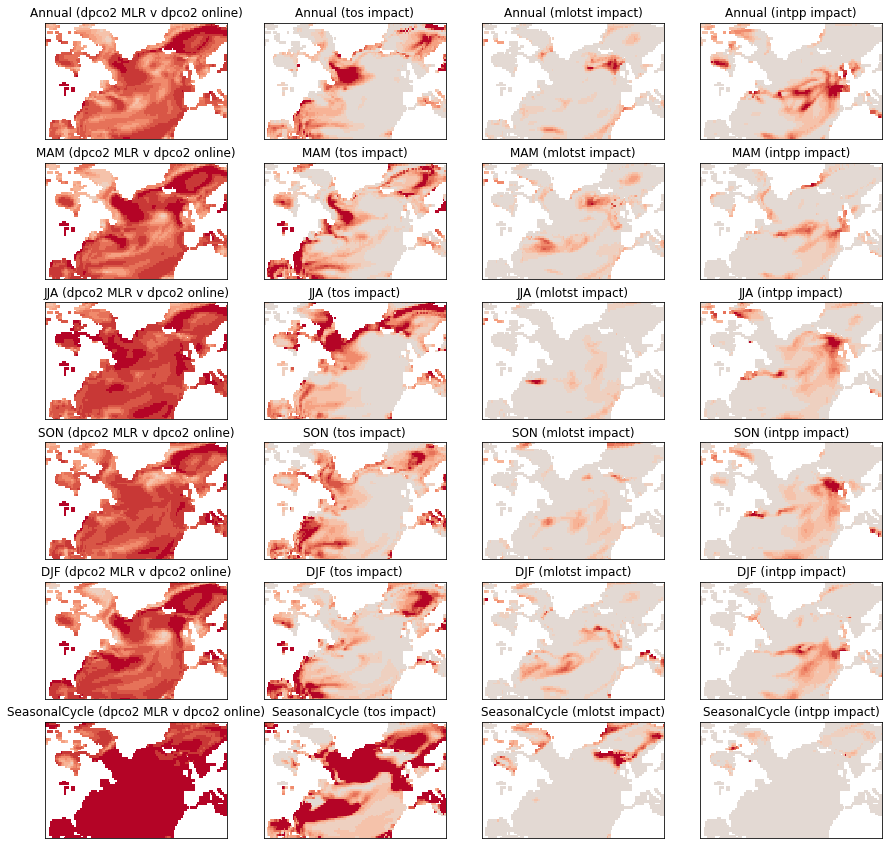 Annual (dpco2 MLR v dpco2 online)
Annual (tos impact)
Annual (mlotst impact)
Annual (intpp impact)
MAM (dpco2 MLR v dpco2 online)
MAM (tos impact)
MAM (mlotst impact)
MAM (intpp impact)
JJA (dpco2 MLR v dpco2 online)
JJA (tos impact)
JJA (mlotst impact)
JJA (intpp impact)
SON (dpco2 MLR v dpco2 online)
SON (tos impact)
SON (mlotst impact)
SON (intpp impact)
DJF (dpco2 MLR v dpco2 online)
DJF (tos impact)
DJF (mlotst impact)
DJF (intpp impact)
SeasonalCycle (dpco2 MLR v dpco2 online)
SeasonalCycle (tos impact)
SeasonalCycle (mlotst impact)
SeasonalCycle (intpp impact)